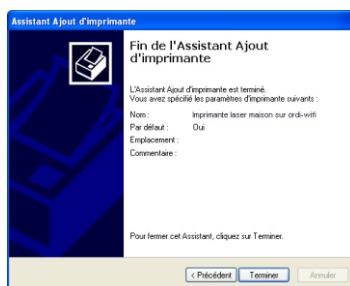 Assistant Ajout d'imprimante
Fin de l'Assistant Ajout
d'imprimante
L'Assistant Ajout d'imprimante est terminé.
Vous avez spécifié les paramètres d'imprimante suivants :
Nom : Imprimante laser maison sur ordi-wifi
Par défaut : Oui
Emplacement :
Commentaire :
Pour fermer cet Assistant, cliquez sur Terminer.
< Précédent Terminer Annuler